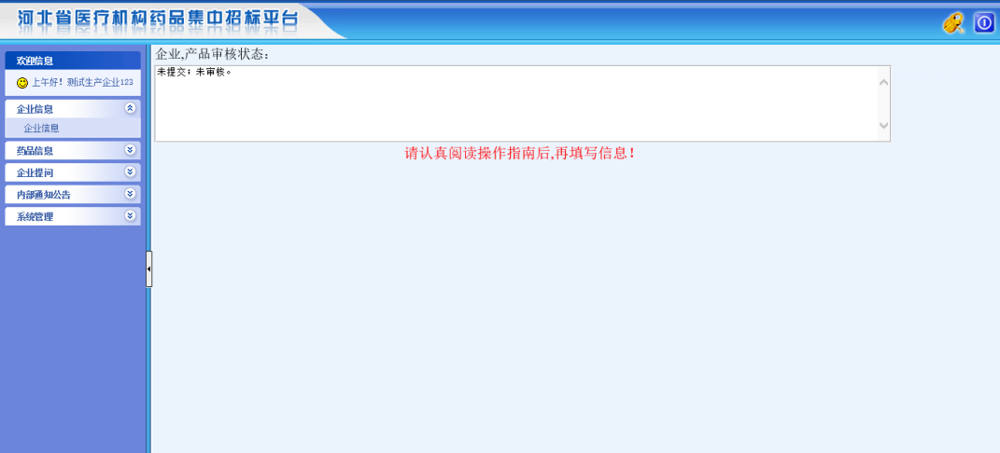 河北省医疗机构药品集中招标平台
欢迎信息
上午好！测试生产企业123
企业信息
企业信息
药品信息
企业提问
内部通知公告
系统管理
企业,产品审核状态：
未提交；未审核。
请认真阅读操作指南后,再填写信息！